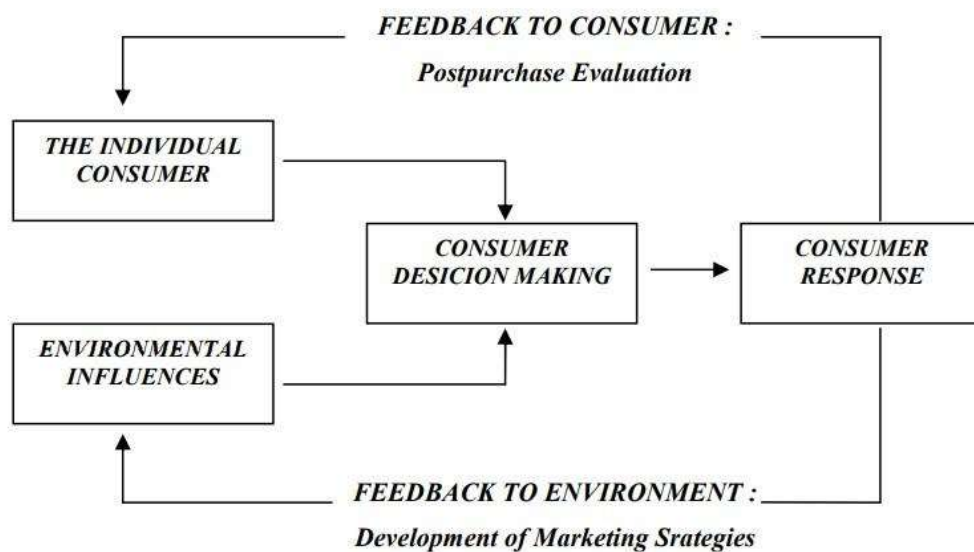 FEEDBACK TO CONSUMER :
Postpurchase Evaluation
THE INDIVIDUAL
CONSUMER
CONSUMER
DESICION MAKING
CONSUMER
RESPONSE
ENVIRONMENTAL
INFLUENCES
FEEDBACK TO ENVIRONMENT :
Development of Marketing Srategies